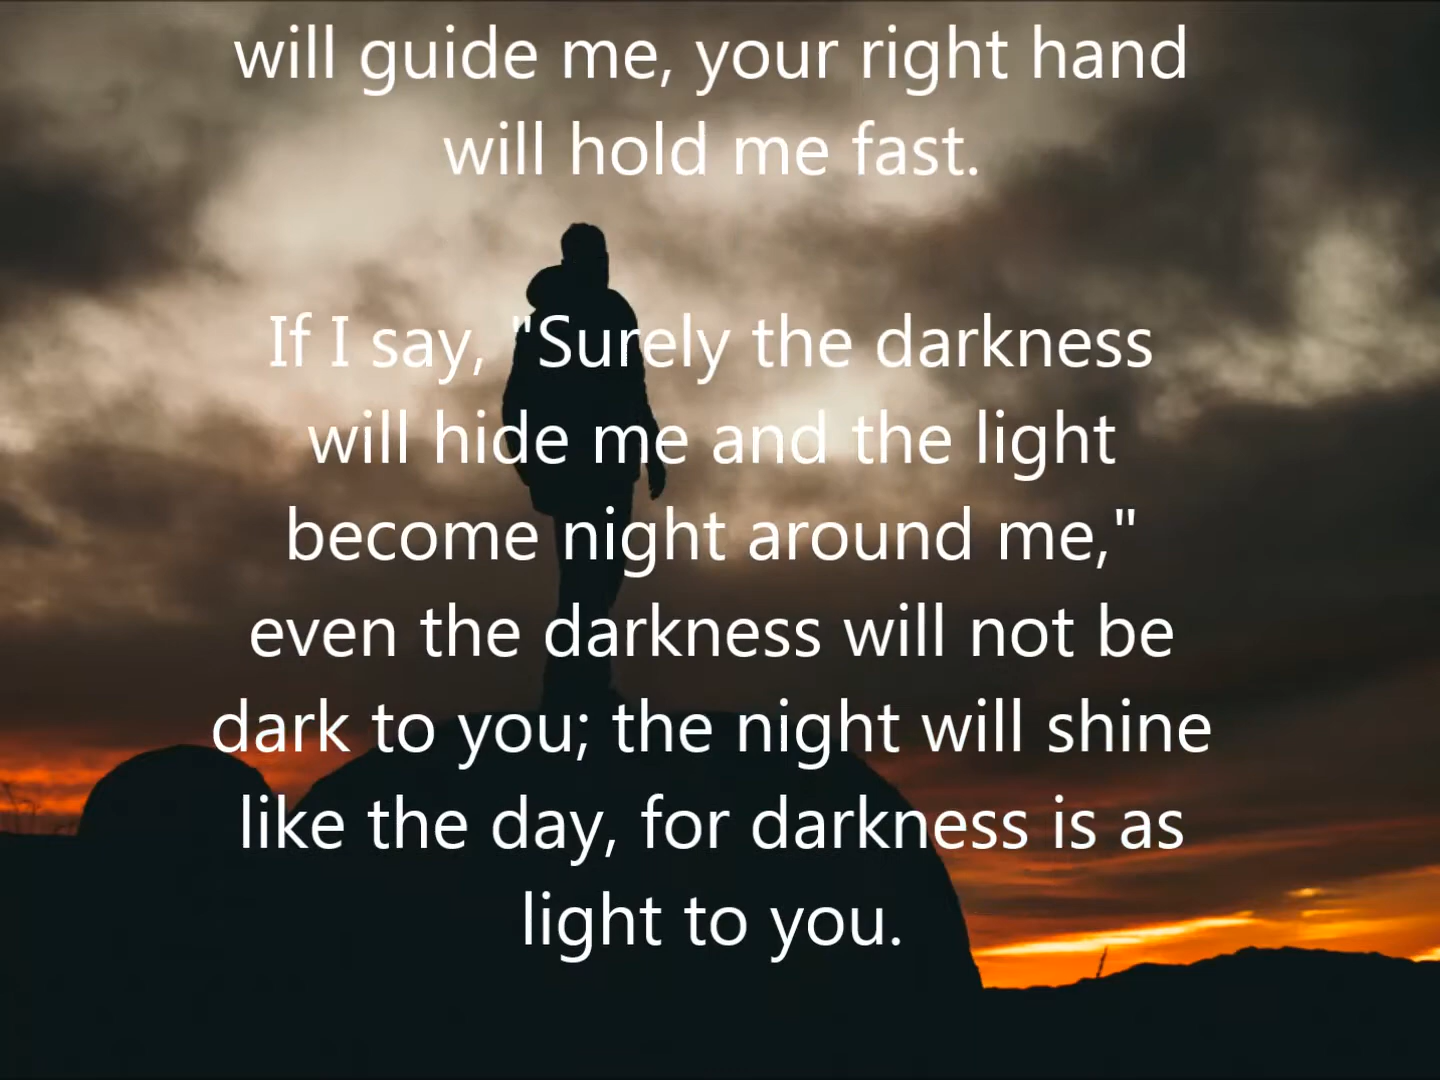 will guide me, your right hand
will hold me fast.
If I say, "Surely the darkness
will hide me and the light
become night around me,"
even the darkness will not be
dark to you; the night will shine
like the day, for darkness is as
light to you.